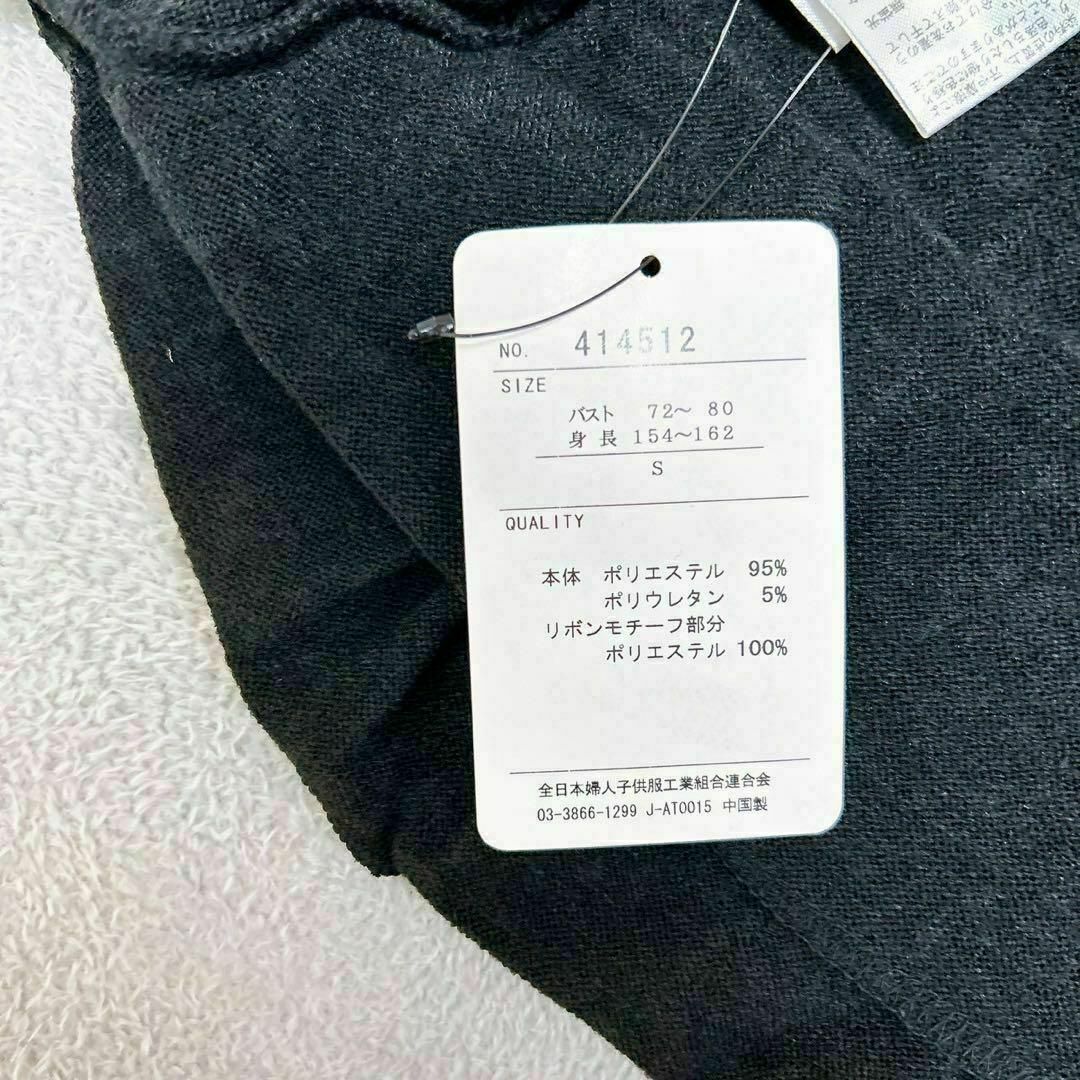 NO. 414512
SIZE
バスト 72～ 80
身長 154～162
S
QUALITY
本体 ポリエステル 95%
ポリウレタン 5%
リボンモチーフ部分
ポリエステル 100%
全日本婦人子供服工業組合連合会
03-3866-1299 J-AT0015 中国製